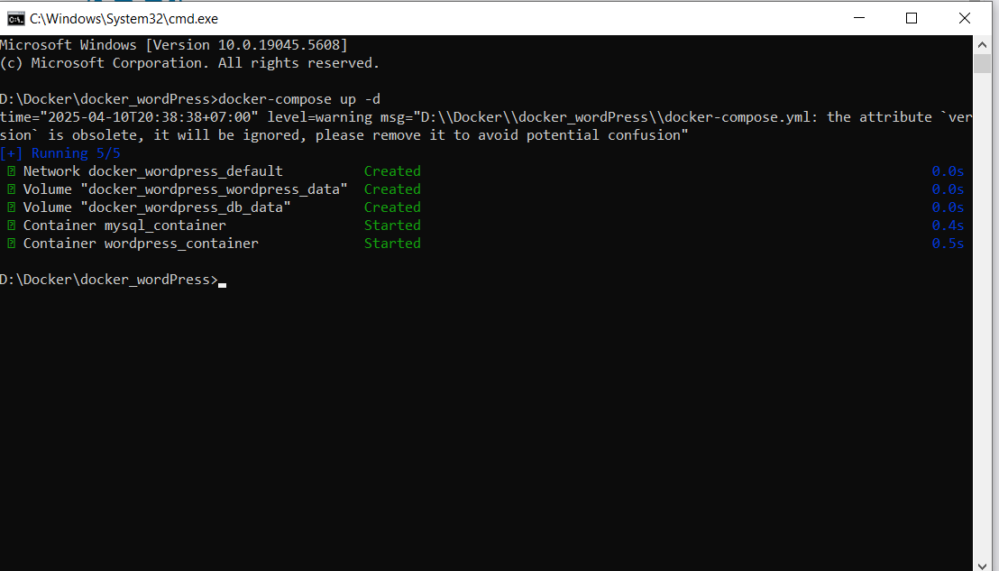 C:\Windows\System32\cmd.exe
Microsoft Windows [Version 10.0.19045.5608]
(c) Microsoft Corporation. All rights reserved.
D:\Docker\docker_wordPress>docker-compose up -d
time="2025-04-10T20:38:38+07:00" level=warning msg="D:\\Docker\\docker_wordPress\\docker-compose.yml: the attribute `ver
sion` is obsolete, it will be ignored, please remove it to avoid potential confusion"
[+] Running 5/5
Network docker_wordpress_default Created 0.0s
Volume "docker_wordpress_wordpress_data" Created 0.0s
Volume "docker_wordpress_db_data" Created 0.0s
Container mysql_container Started 0.4s
Container wordpress_container Started 0.5s
D:\Docker\docker_wordPress>